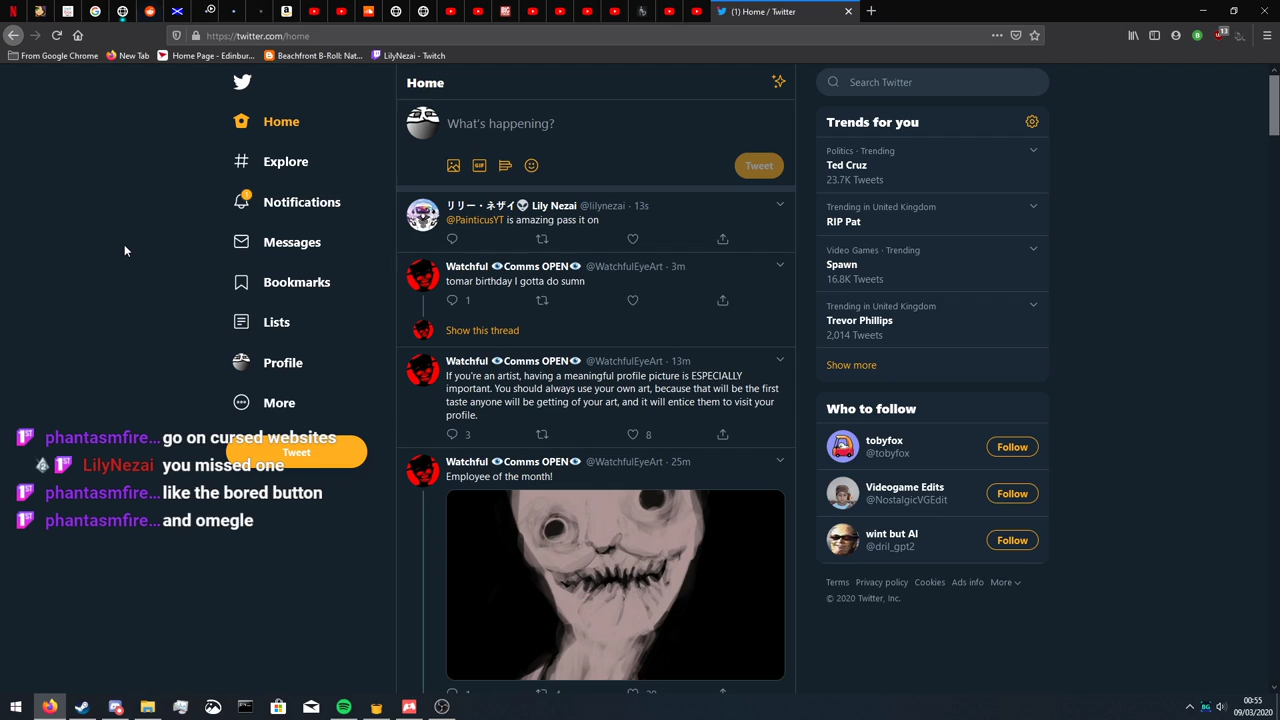 (1) Home / Twitter
https://twitter.com/home
13
From Google Chrome
New Tab
Home Page - Edinbur...
Beachfront B-Roll: Nat...
LilyNezai - Twitch
Home
Explore
1
Notifications
Messages
Bookmarks
Lists
Profile
More
Tweet
phantasmfire... go on cursed websites
LilyNezai you missed one
phantasmfire... like the bored button
phantasmfire... and omegle
Home
What's happening?
GIF
Tweet
リリー・ネザイ👽 Lily Nezai @lilynezai · 13s
@PainticusYT is amazing pass it on
Watchful 👁Comms OPEN👁 @WatchfulEyeArt · 3m
tomar birthday I gotta do sumn
1
Show this thread
Watchful 👁Comms OPEN👁 @WatchfulEyeArt · 13m
If you're an artist, having a meaningful profile picture is ESPECIALLY
important. You should always use your own art, because that will be the first
taste anyone will be getting of your art, and it will entice them to visit your
profile.
3 8
Watchful 👁Comms OPEN👁 @WatchfulEyeArt · 25m
Employee of the month!
Search Twitter
Trends for you
Politics · Trending
Ted Cruz
23.7K Tweets
Trending in United Kingdom
RIP Pat
Video Games · Trending
Spawn
16.8K Tweets
Trending in United Kingdom
Trevor Phillips
2,014 Tweets
Show more
Who to follow
tobyfox
@tobyfox
Follow
Videogame Edits
@NostalgicVGEdit
Follow
wint but Al
@dril_gpt2
Follow
Terms Privacy policy Cookies Ads info More
© 2020 Twitter, Inc.
00:55
09/03/2020